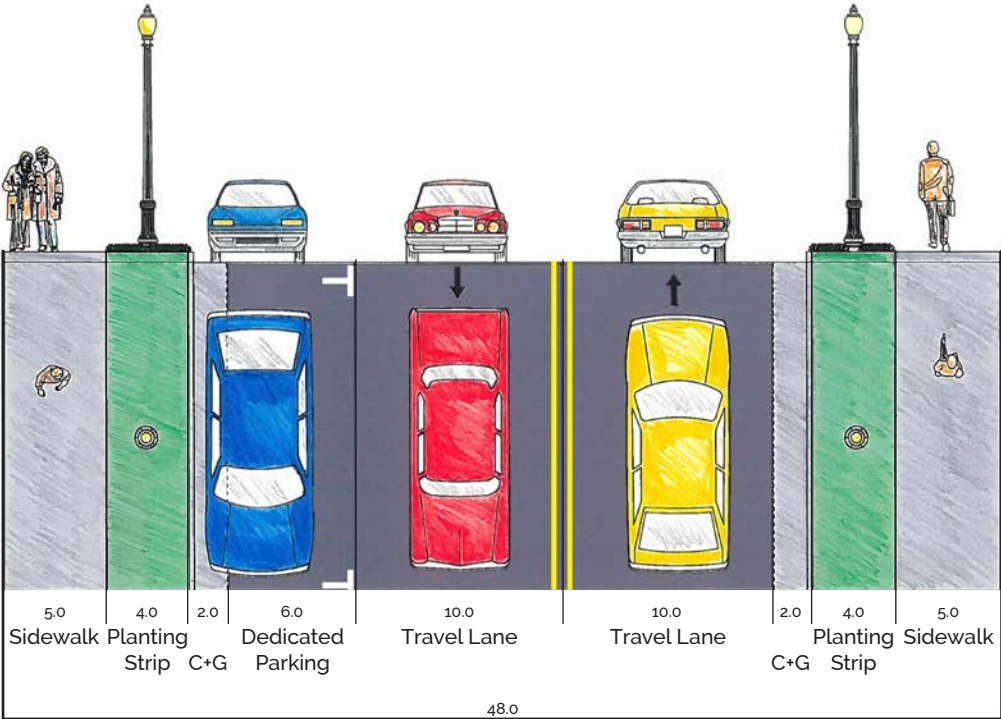 5.0 4.0 2.0 6.0 10.0 10.0 2.0 4.0 5.0
Sidewalk Planting Dedicated Travel Lane Travel Lane Planting Sidewalk
Strip C+G Parking C+G Strip
48.0